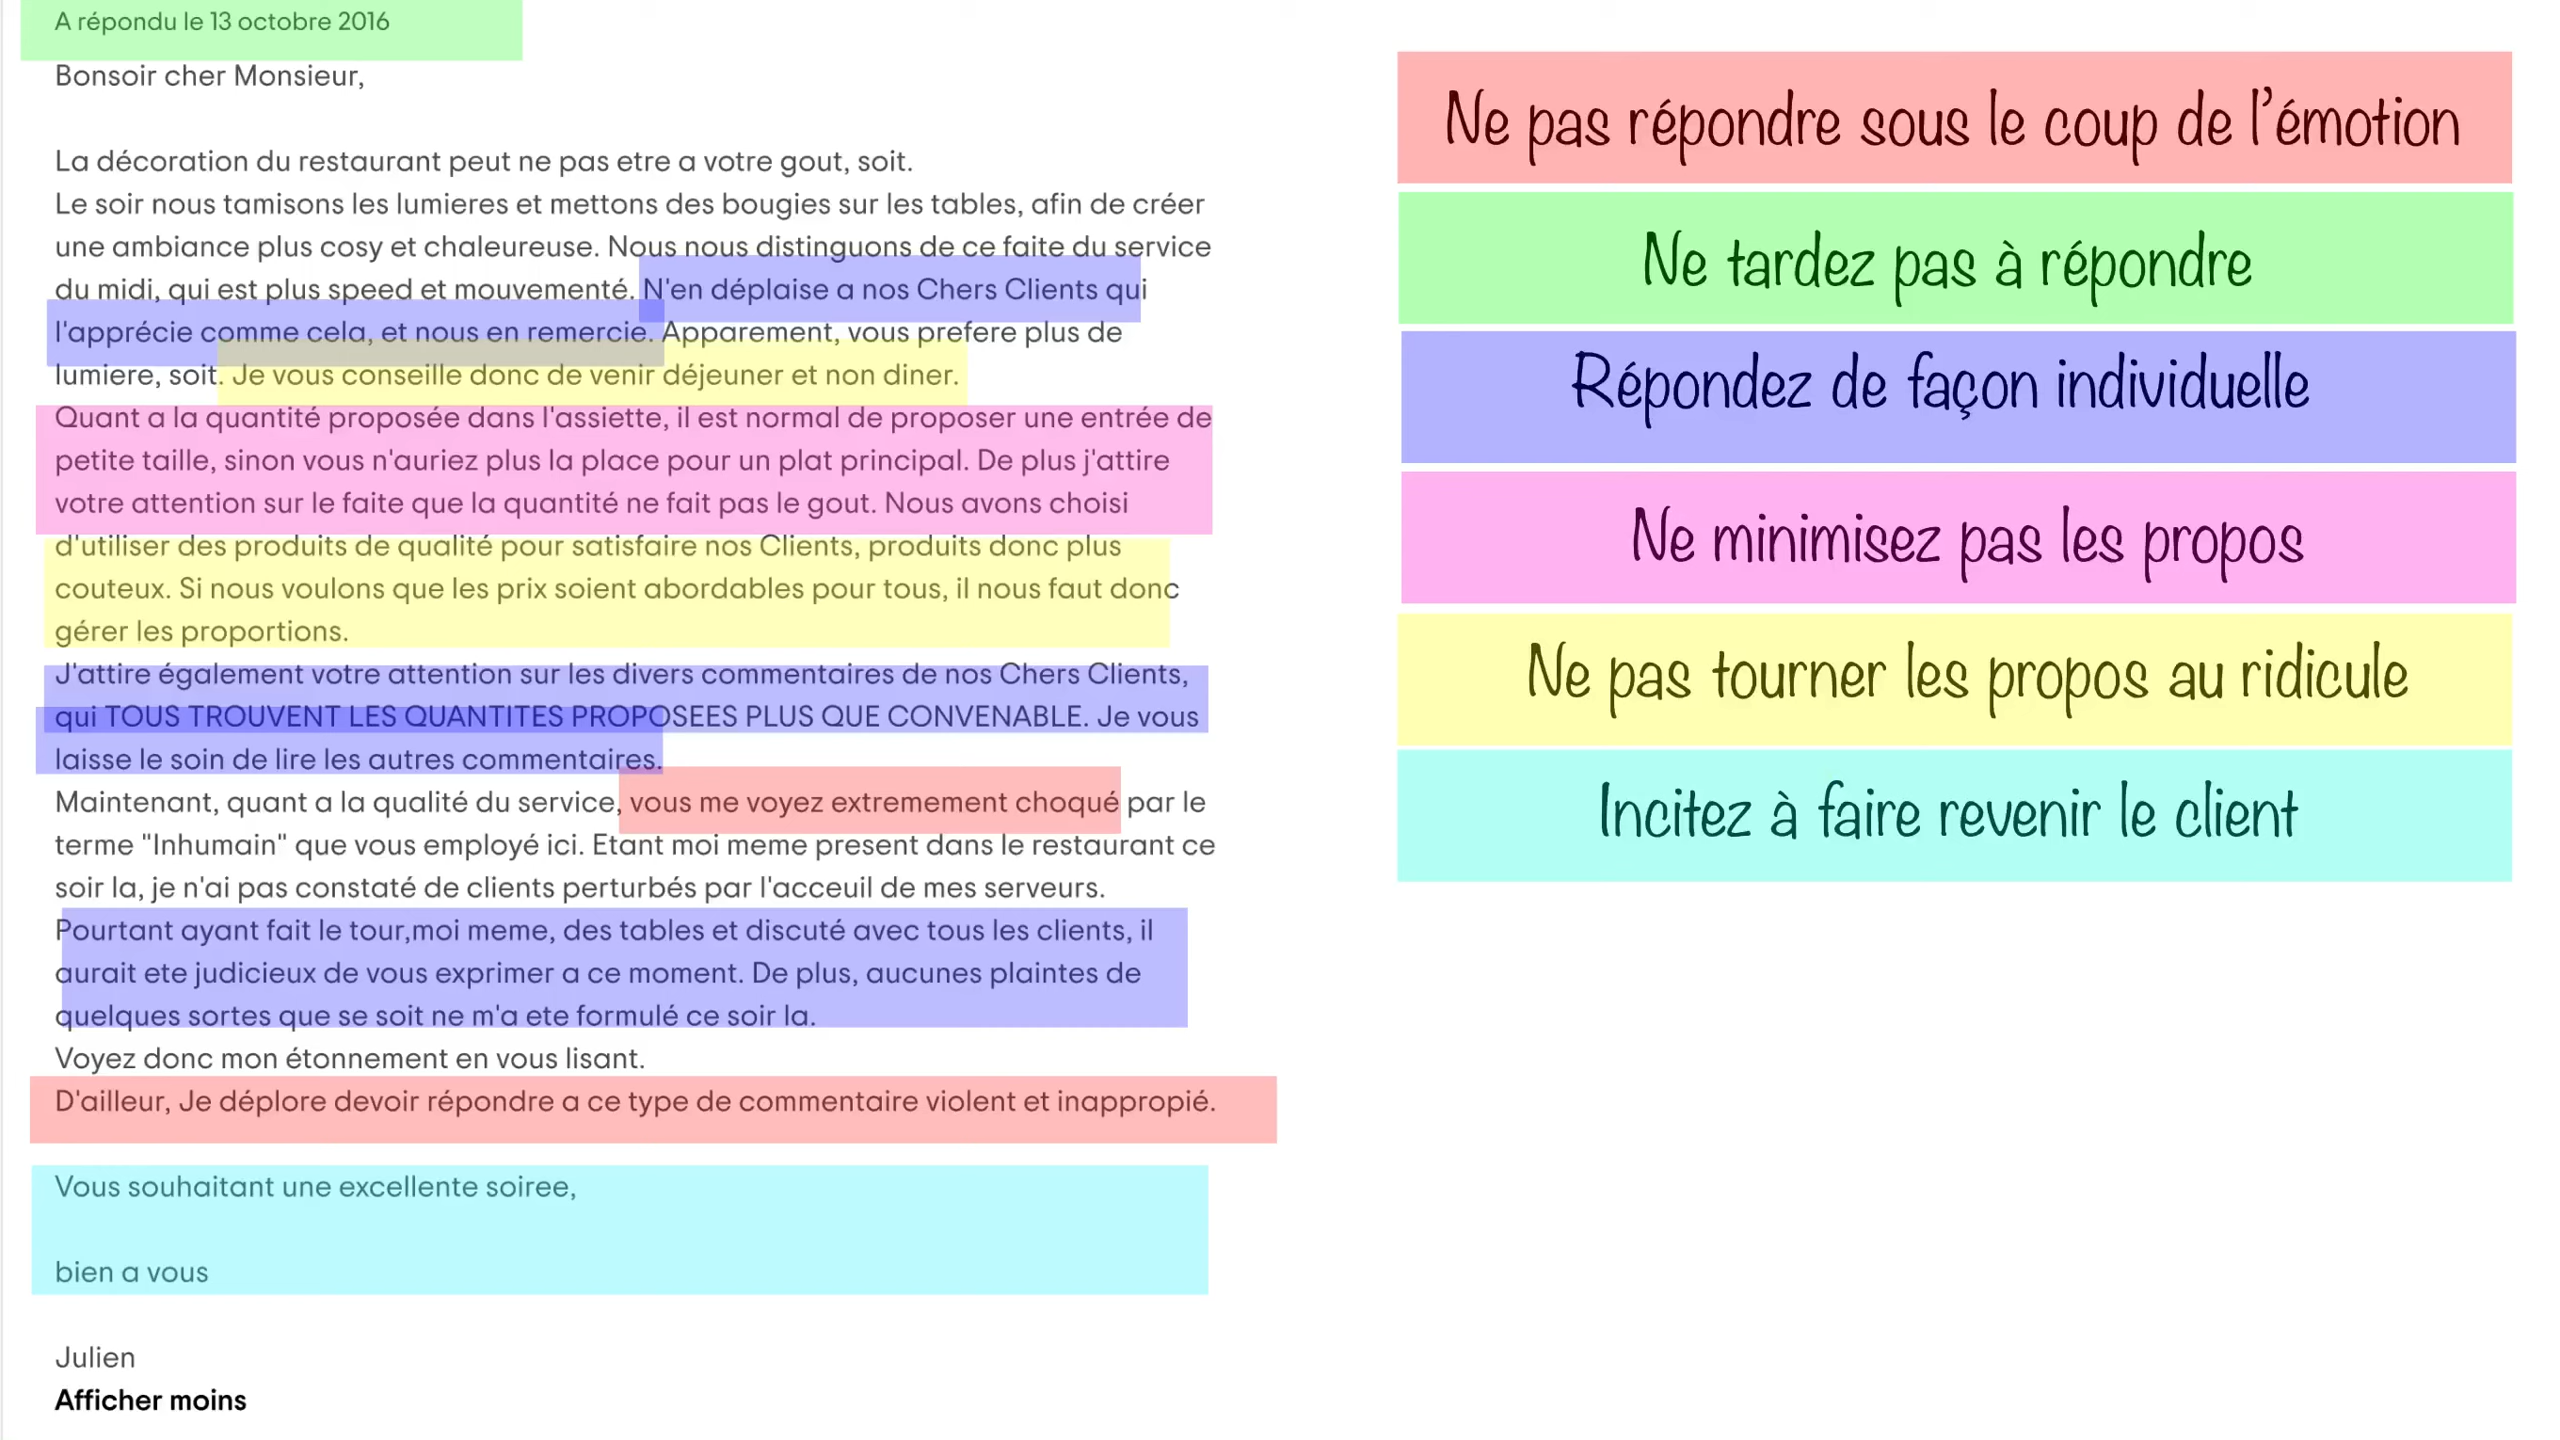 A répondu le 13 octobre 2016
Bonsoir cher Monsieur,
La décoration du restaurant peut ne pas etre a votre gout, soit.
Le soir nous tamisons les lumieres et mettons des bougies sur les tables, afin de créer
une ambiance plus cosy et chaleureuse. Nous nous distinguons de ce faite du service
du midi, qui est plus speed et mouvementé. N'en déplaise a nos Chers Clients qui
l'apprécie comme cela, et nous en remercie. Apparement, vous prefere plus de
lumiere, soit. Je vous conseille donc de venir déjeuner et non diner.
Quant a la quantité proposée dans l'assiette, il est normal de proposer une entrée de
petite taille, sinon vous n'auriez plus la place pour un plat principal. De plus j'attire
votre attention sur le faite que la quantité ne fait pas le gout. Nous avons choisi
d'utiliser des produits de qualité pour satisfaire nos Clients, produits donc plus
couteux. Si nous voulons que les prix soient abordables pour tous, il nous faut donc
gérer les proportions.
J'attire également votre attention sur les divers commentaires de nos Chers Clients,
qui TOUS TROUVENT LES QUANTITES PROPOSEES PLUS QUE CONVENABLE. Je vous
laisse le soin de lire les autres commentaires.
Maintenant, quant a la qualité du service, vous me voyez extremement choqué par le
terme "Inhumain" que vous employé ici. Etant moi meme present dans le restaurant ce
soir la, je n'ai pas constaté de clients perturbés par l'acceuil de mes serveurs.
Pourtant ayant fait le tour,moi meme, des tables et discuté avec tous les clients, il
aurait ete judicieux de vous exprimer a ce moment. De plus, aucunes plaintes de
quelques sortes que se soit ne m'a ete formulé ce soir la.
Voyez donc mon étonnement en vous lisant.
D'ailleur, Je déplore devoir répondre a ce type de commentaire violent et inappropié.
Vous souhaitant une excellente soiree,
bien a vous
Julien
Afficher moins
Ne pas répondre sous le coup de l'émotion
Ne tardez pas à répondre
Répondez de façon individuelle
Ne minimisez pas les propos
Ne pas tourner les propos au ridicule
Incitez à faire revenir le client